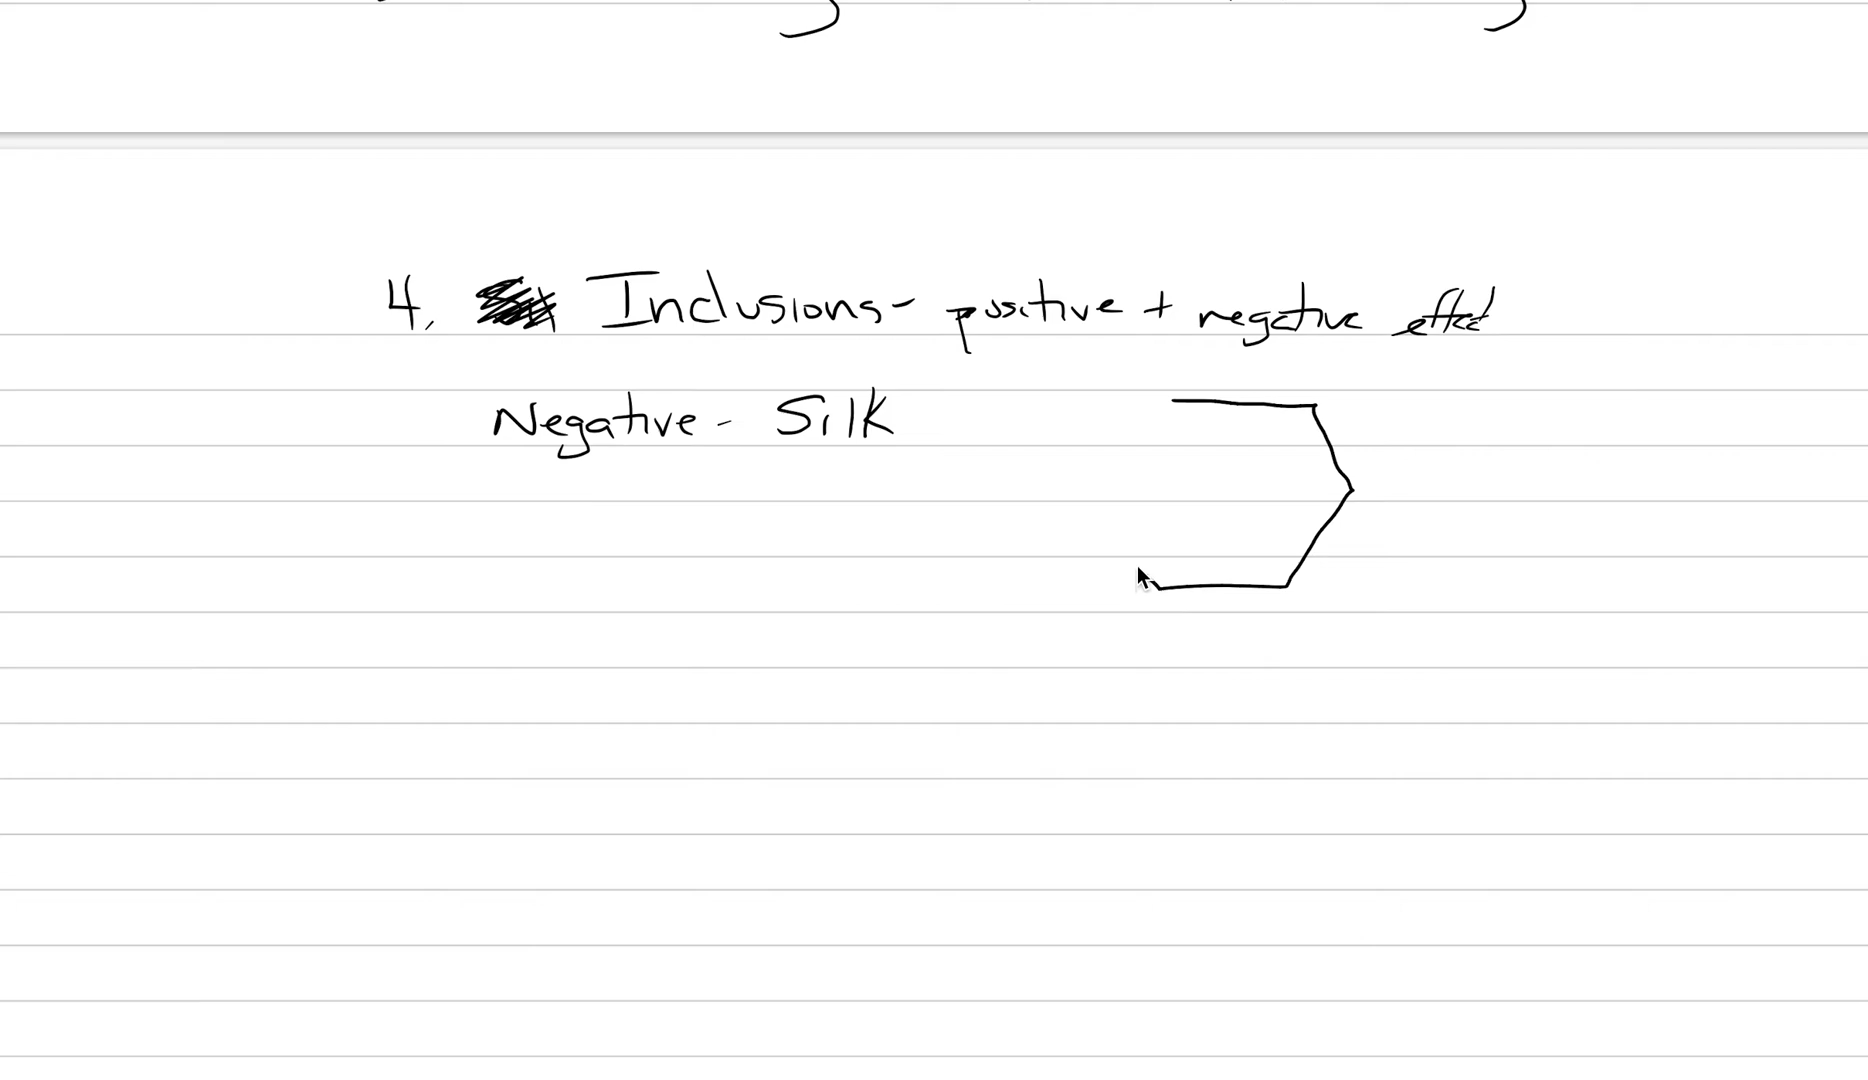 4. Inclusions - positive + negative effect
Negative - Silk